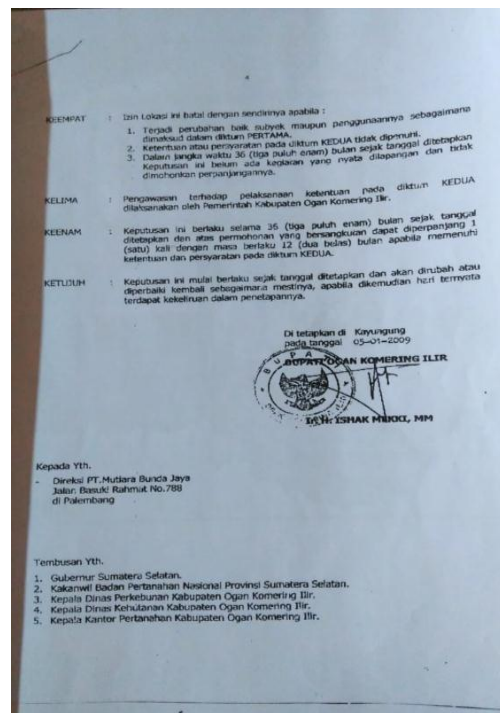 KEEMPAT : Izin Lokasi ini batal dengan sendirinya apabila :
1. Terjadi perubahan baik subyek maupun penggunaannya sebagaimana
dimaksud dalam diktum PERTAMA.
2. Ketentuan atau persyaratan pada diktum KEDUA tidak dipenuhi.
3. Dalam jangka waktu 36 (tiga puluh enam) bulan sejak tanggal ditetapkan
Keputusan ini belum ada kegiatan yang nyata dilapangan dan tidak
dimohonkan perpanjangannya.
KELIMA : Pengawasan terhadap pelaksanaan ketentuan pada diktum KEDUA
dilaksanakan oleh Pemerintah Kabupaten Ogan Komering Ilir.
KEENAM : Keputusan ini berlaku selama 36 (tiga puluh enam) bulan sejak tanggal
ditetapkan dan atas permohonan yang bersangkutan dapat diperpanjang 1
(satu) kali dengan masa berlaku 12 (dua belas) bulan apabila memenuhi
ketentuan dan persyaratan pada diktum KEDUA.
KETUJUH : Keputusan ini mulai berlaku sejak tanggal ditetapkan dan akan dirubah atau
diperbaiki kembali sebagaimana mestinya, apabila dikemudian hari ternyata
terdapat kekeliruan dalam penetapannya.
Di tetapkan di Kayuagung
pada tanggal 05-01-2009
BUPATI OGAN KOMERING ILIR
BUPATI
Ir. H. ISHAK MEKKI, MM
Kepada Yth.
- Direksi PT.Mutiara Bunda Jaya
Jalan Basuki Rahmat No.788
di Palembang
Tembusan Yth.
1. Gubernur Sumatera Selatan.
2. Kakanwil Badan Pertanahan Nasional Provinsi Sumatera Selatan.
3. Kepala Dinas Perkebunan Kabupaten Ogan Komering Ilir.
4. Kepala Dinas Kehutanan Kabupaten Ogan Komering Ilir.
5. Kepala Kantor Pertanahan Kabupaten Ogan Komering Ilir.